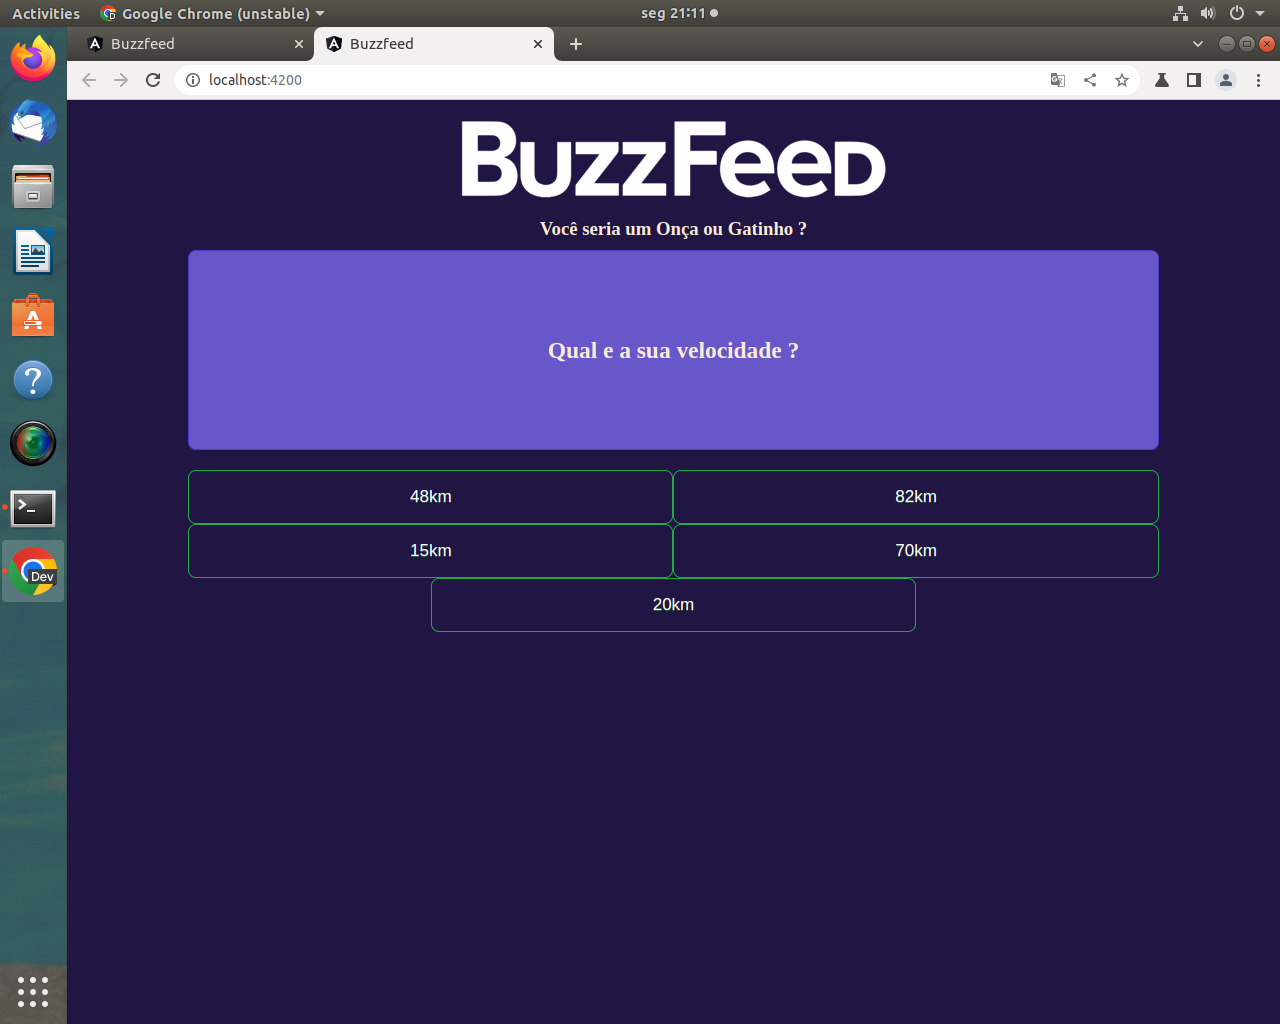 Activities
Google Chrome (unstable)
seg 21:11
Buzzfeed
Buzzfeed
localhost:4200
BuzzFeed
Você seria um Onça ou Gatinho ?
Qual e a sua velocidade ?
48km
82km
15km
70km
20km
Dev